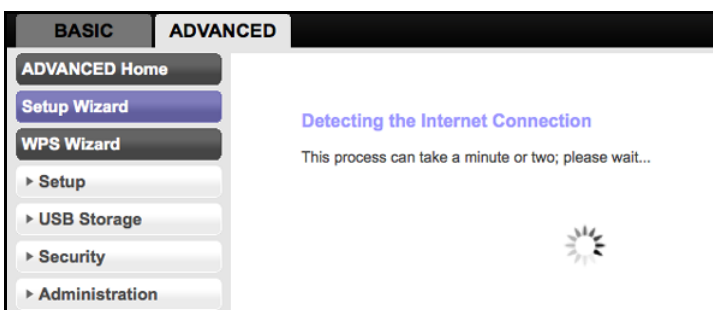 BASIC
ADVANCED
ADVANCED Home
Setup Wizard
WPS Wizard
Setup
USB Storage
Security
Administration
Detecting the Internet Connection
This process can take a minute or two; please wait...